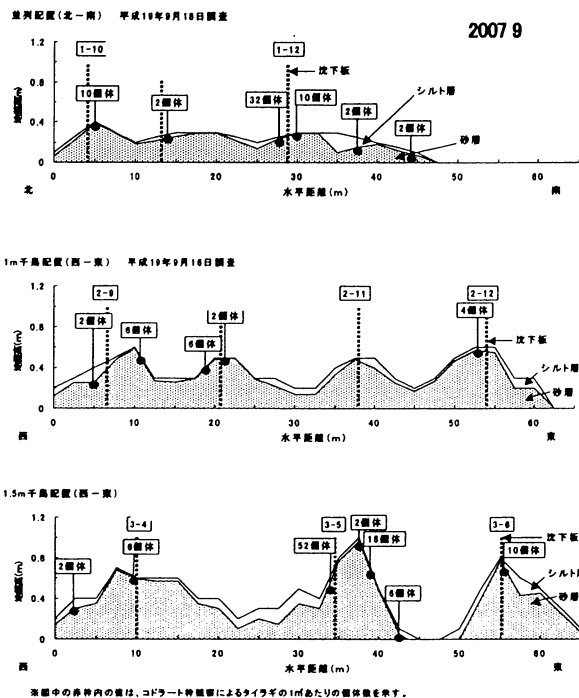 並列配置(北－南)　平成19年9月18日調査
2007 9
1-10
1-12
沈下板
10個体
2個体
32個体
10個体
2個体
2個体
シルト層
砂層
地盤高(m)
1.2
0.8
0.4
0
0 10 20 30 40 50 60
北
水平距離(m)
南
1m千鳥配置(西－東)　平成19年9月16日調査
2-9
2-11
2-12
2個体
6個体
6個体
2個体
4個体
沈下板
シルト層
砂層
地盤高(m)
1.2
0.8
0.4
0
0 10 20 30 40 50 60
西
水平距離(m)
東
1.5m千鳥配置(西－東)
3-4
3-5
3-6
2個体
6個体
52個体
2個体
16個体
6個体
10個体
沈下板
シルト層
砂層
地盤高(m)
1.2
0.8
0.4
0
0 10 20 30 40 50 60
西
水平距離(m)
東
※図中の赤枠内の値は、コドラート枠観察によるタイラギの1㎡あたりの個体数を示す。